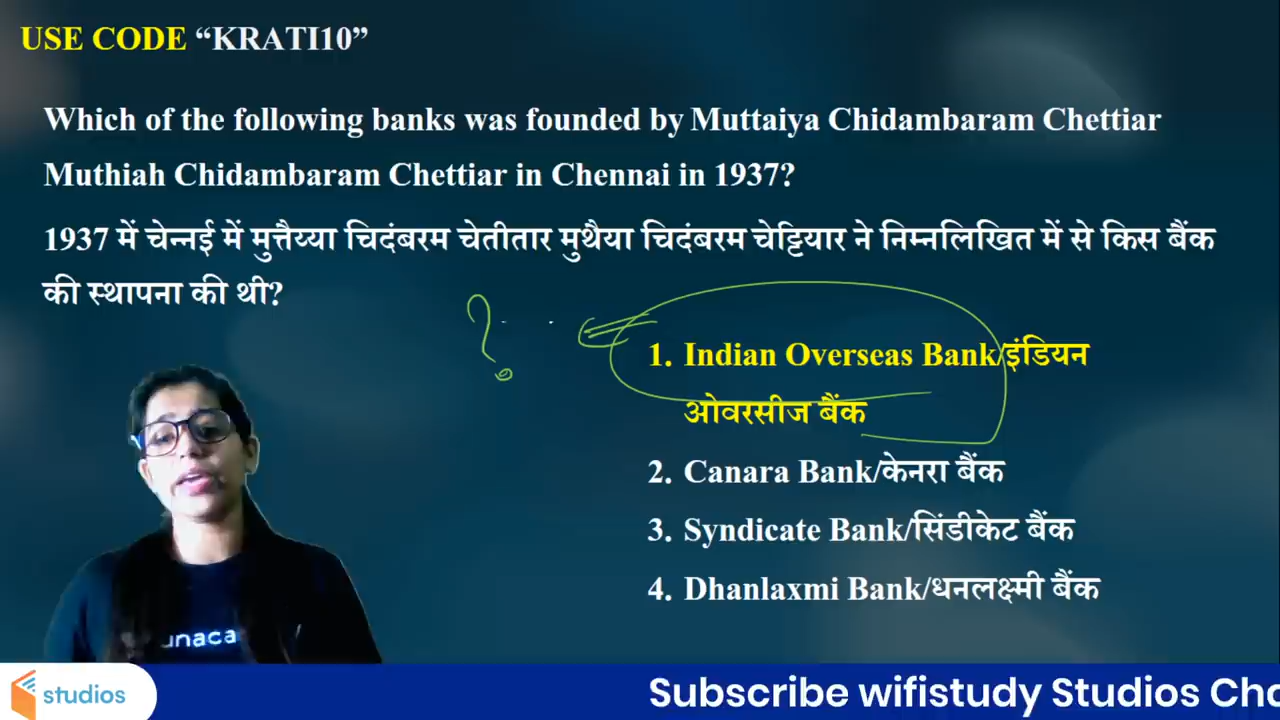 USE CODE “KRATI10”
Which of the following banks was founded by Muttaiya Chidambaram Chettiar
Muthiah Chidambaram Chettiar in Chennai in 1937?
1937 में चेन्नई में मुत्तैय्या चिदंबरम चेतीतार मुथैया चिदंबरम चेट्टियार ने निम्नलिखित में से किस बैंक
की स्थापना की थी?
?
1. Indian Overseas Bank/इंडियन
ओवरसीज बैंक
2. Canara Bank/केनरा बैंक
3. Syndicate Bank/सिंडीकेट बैंक
4. Dhanlaxmi Bank/धनलक्ष्मी बैंक
unaca
studios
Subscribe wifistudy Studios Cha